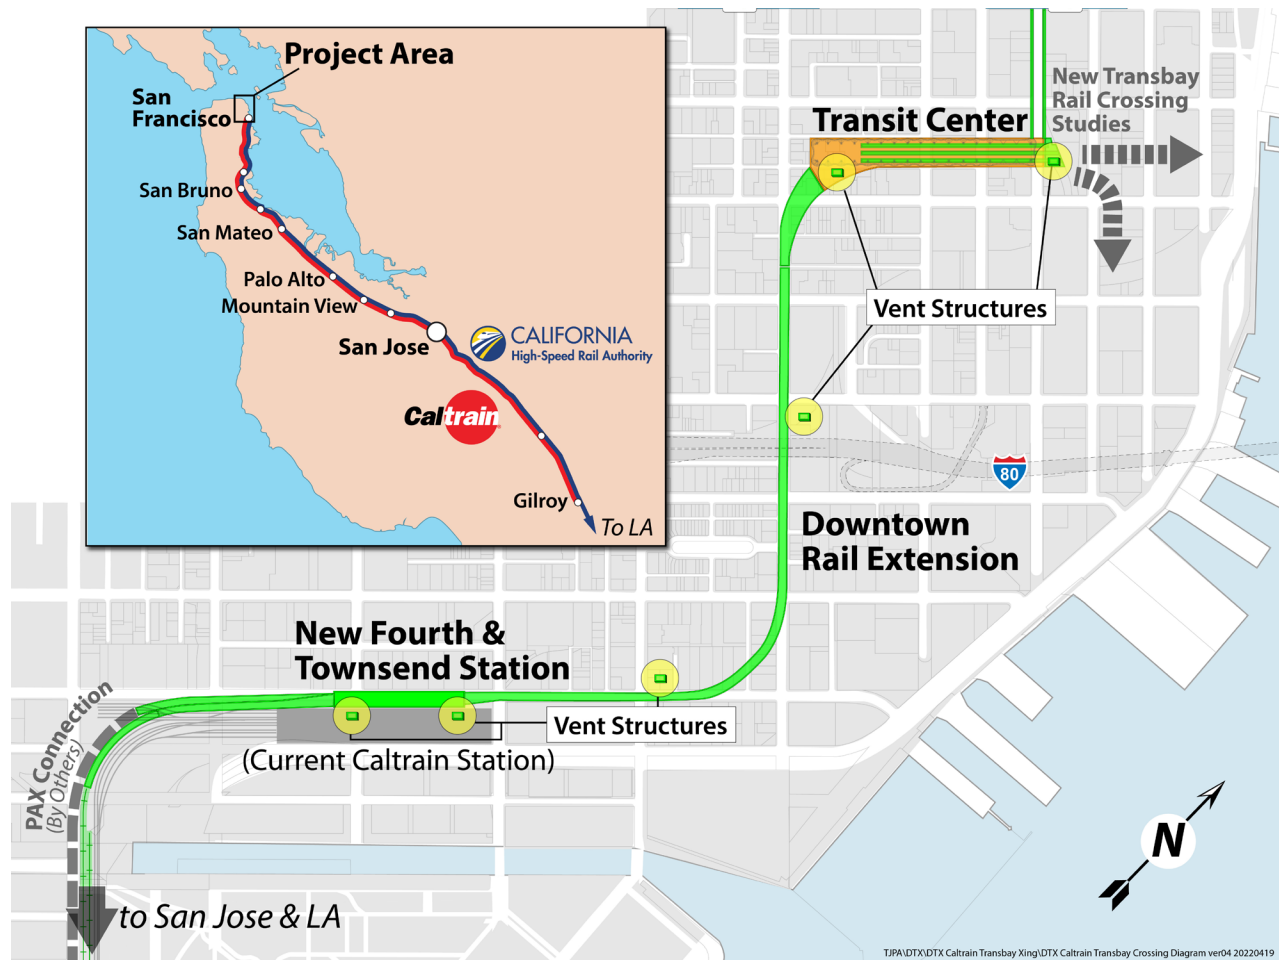 Project Area
San
Francisco
San Bruno
San Mateo
Palo Alto
Mountain View
San Jose
CALIFORNIA
High-Speed Rail Authority
Caltrain
Gilroy
To LA
New Transbay
Rail Crossing
Studies
Transit Center
Vent Structures
80
Downtown
Rail Extension
New Fourth &
Townsend Station
Vent Structures
(Current Caltrain Station)
PAX Connection
(By Others)
to San Jose & LA
N
TJPA\DTX\DTX Caltrain Transbay Xing\DTX Caltrain Transbay Crossing Diagram ver04 20220419